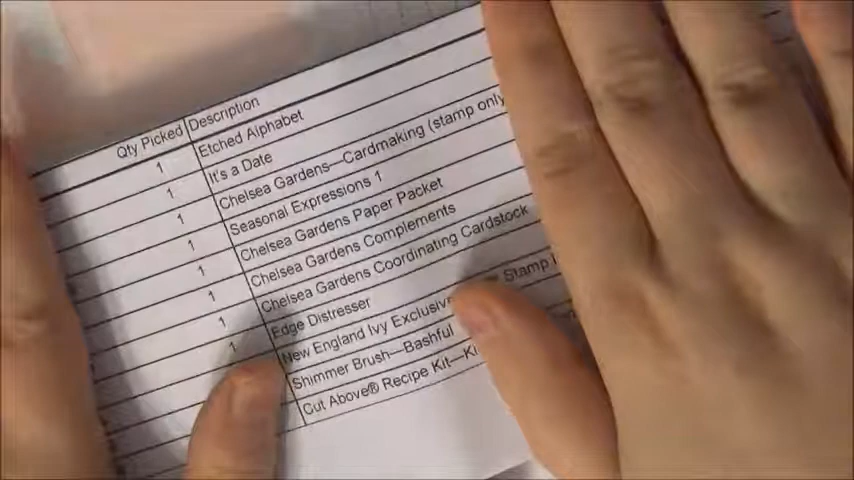 Qty Picked Description
1 Etched Alphabet
1 It's a Date
1 Chelsea Gardens—Cardmaking (stamp only
1 Seasonal Expressions 1
1 Chelsea Gardens Paper Packet
1 Chelsea Gardens Complements
1 Chelsea Gardens Coordinating Cardstock
1 Edge Distresser
New England Ivy Exclusive Stamp
Shimmer Brush—Bashful
Cut Above® Recipe Kit—